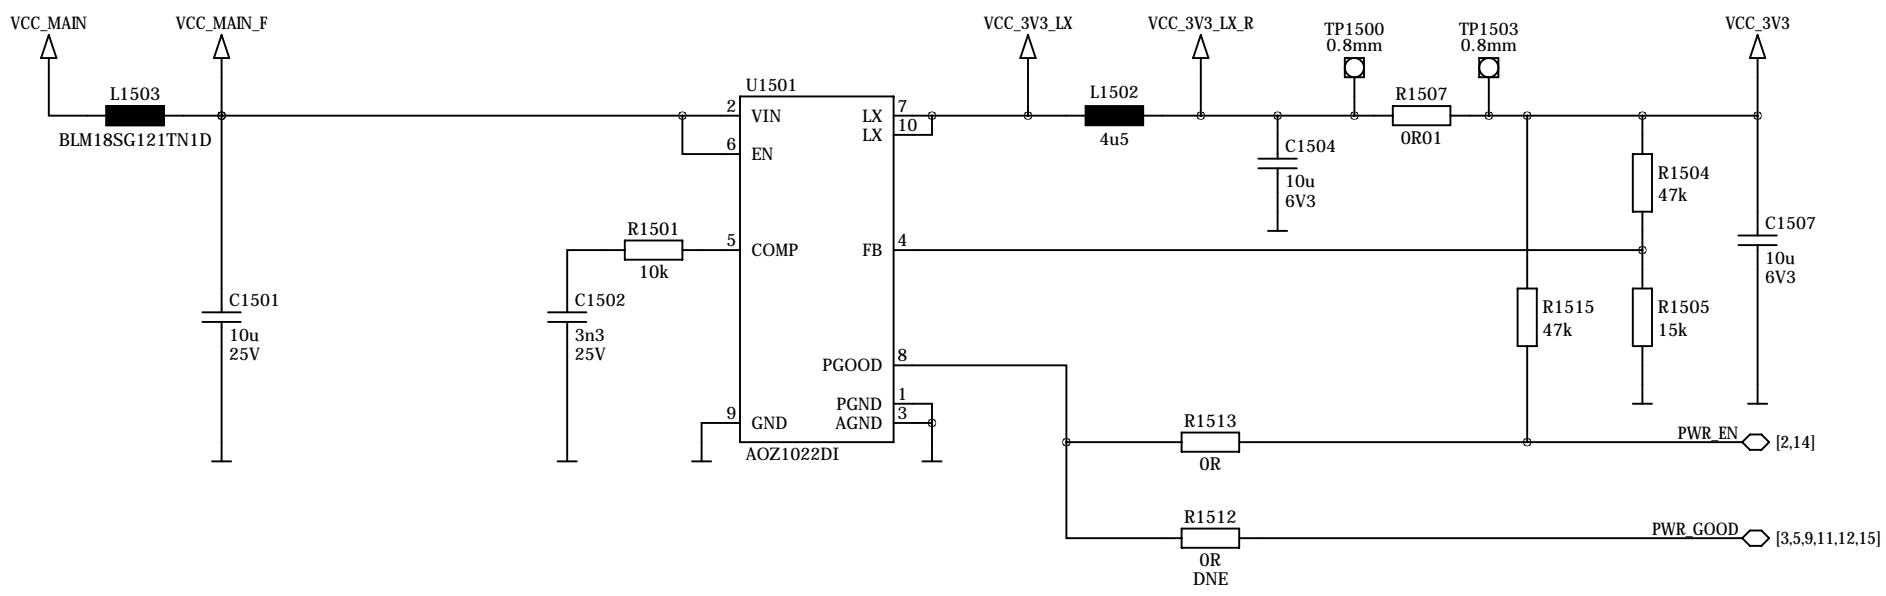 VCC_MAIN
VCC_MAIN_F
VCC_3V3_LX
VCC_3V3_LX_R
TP1500
0.8mm
TP1503
0.8mm
VCC_3V3
L1503
BLM18SG121TN1D
U1501
2
VIN
6
EN
5
COMP
9
GND
LX
7
LX
10
FB
4
PGOOD
8
PGND
1
AGND
3
AOZ1022DI
L1502
4u5
R1507
0R01
C1504
10u
6V3
R1504
47k
C1507
10u
6V3
R1501
10k
C1501
10u
25V
C1502
3n3
25V
R1515
47k
R1505
15k
R1513
0R
PWR_EN
[2,14]
R1512
0R
DNE
PWR_GOOD
[3,5,9,11,12,15]